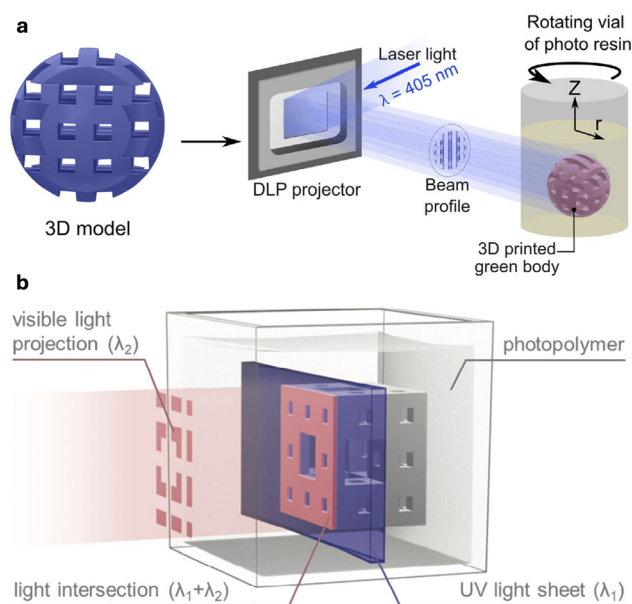 a
Rotating vial
of photo resin
Laser light
λ = 405 nm
Z
r
DLP projector
Beam
profile
3D model
3D printed
green body
b
visible light
projection (λ₂)
photopolymer
light intersection (λ₁+λ₂)
UV light sheet (λ₁)